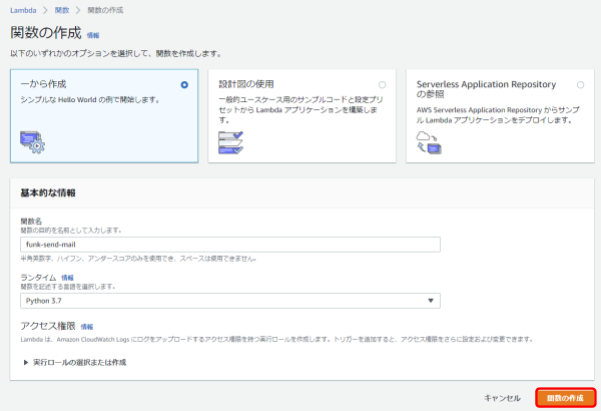 Lambda > 関数 > 関数の作成
関数の作成 情報
以下のいずれかのオプションを選択して、関数を作成します。
一から作成
シンプルな Hello World の例で開始します。
設計図の使用
一般的ユースケース用のサンプルコードと設定プリ
セットから Lambda アプリケーションを構築しま
す。
Serverless Application Repository
の参照
AWS Serverless Application Repository からサンプ
ル Lambda アプリケーションをデプロイします。
基本的な情報
関数名
関数の目的を名前として入力します。
funk-send-mail
半角英数字、ハイフン、アンダースコアのみを使用でき、スペースは使用できません。
ランタイム 情報
関数を記述する言語を選択します。
Python 3.7
アクセス権限 情報
Lambda は、Amazon CloudWatch Logs にログをアップロードするアクセス権限を持つ実行ロールを作成します。トリガーを追加すると、アクセス権限をさらに設定および変更できます。
実行ロールの選択または作成
キャンセル
関数の作成